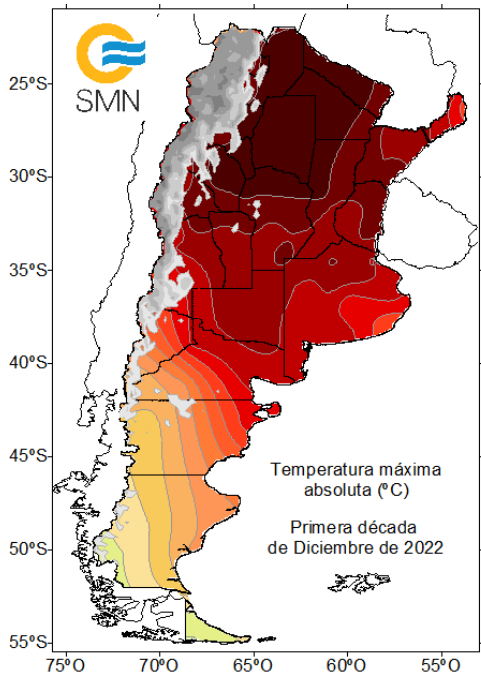 SMN
25°S
30°S
35°S
40°S
45°S
50°S
55°S
Temperatura máxima
absoluta (ºC)
Primera década
de Diciembre de 2022
75°O
70°O
65°O
60°O
55°O